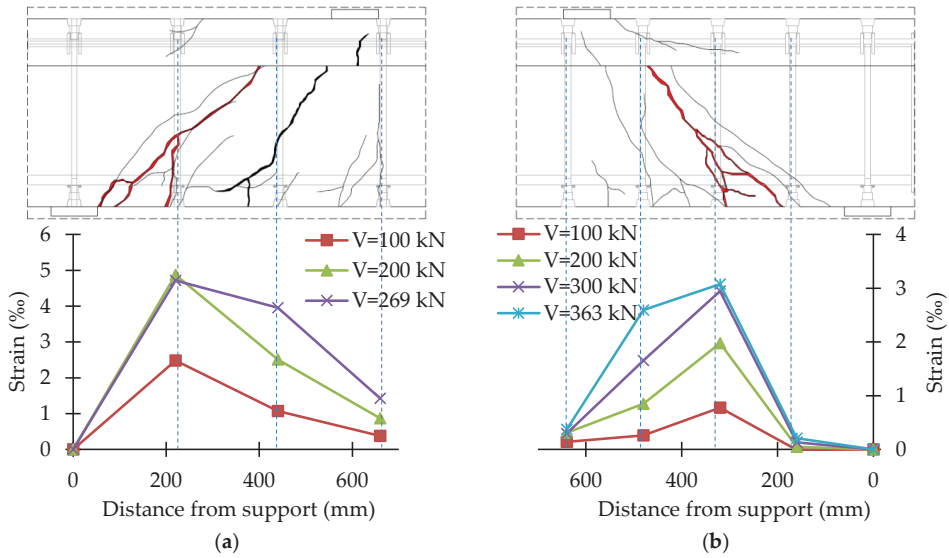 6
5
4
3
2
1
0
Strain (‰)
V=100 kN
V=200 kN
V=269 kN
0
200
400
600
Distance from support (mm)
(a)
V=100 kN
V=200 kN
V=300 kN
V=363 kN
4
3
2
1
0
Strain (‰)
600
400
200
0
Distance from support (mm)
(b)